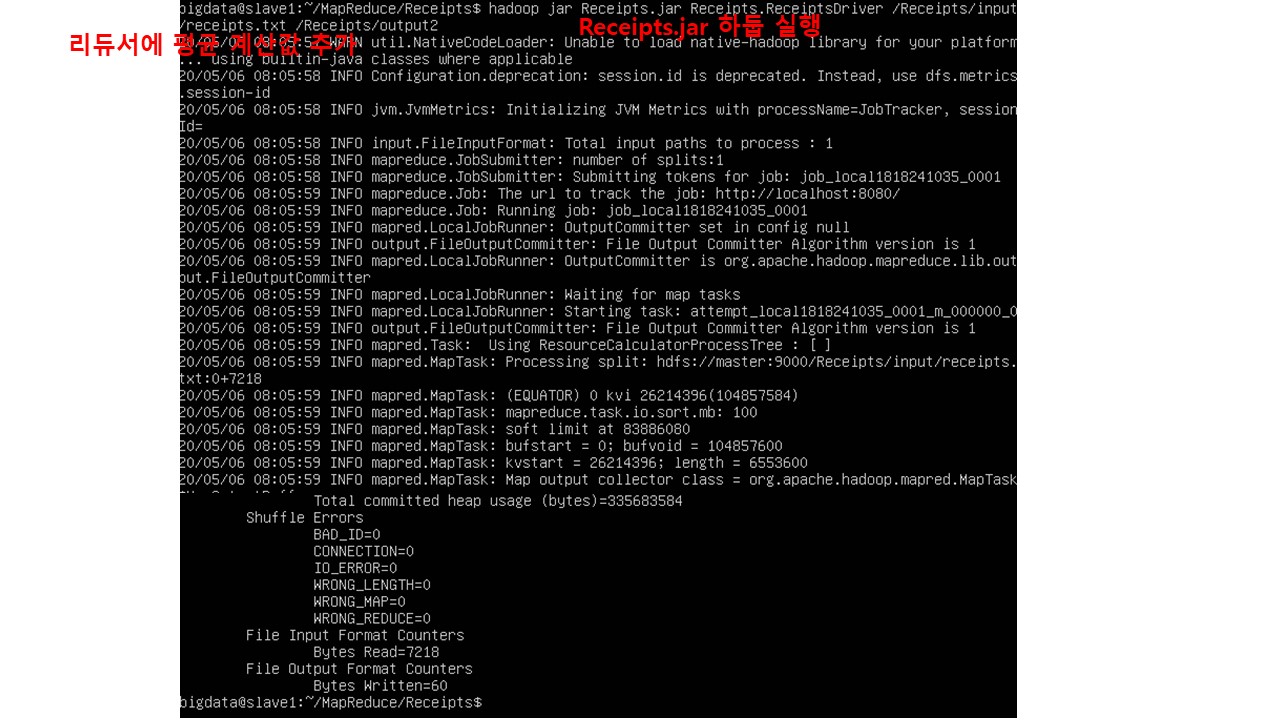 bigdata@slave1:~/MapReduce/Receipts$ hadoop jar Receipts.jar Receipts.ReceiptsDriver /Receipts/input
/receipts.txt /Receipts/output2
Receipts.jar 하둡 실행
리듀서에 평균 계산값 추가
WARN util.NativeCodeLoader: Unable to load native-hadoop library for your platform
... using builtin-java classes where applicable
20/05/06 08:05:58 INFO Configuration.deprecation: session.id is deprecated. Instead, use dfs.metrics
.session-id
20/05/06 08:05:58 INFO jvm.JvmMetrics: Initializing JVM Metrics with processName=JobTracker, session
Id=
20/05/06 08:05:58 INFO input.FileInputFormat: Total input paths to process : 1
20/05/06 08:05:58 INFO mapreduce.JobSubmitter: number of splits:1
20/05/06 08:05:58 INFO mapreduce.JobSubmitter: Submitting tokens for job: job_local1818241035_0001
20/05/06 08:05:59 INFO mapreduce.Job: The url to track the job: http://localhost:8080/
20/05/06 08:05:59 INFO mapreduce.Job: Running job: job_local1818241035_0001
20/05/06 08:05:59 INFO mapred.LocalJobRunner: OutputCommitter set in config null
20/05/06 08:05:59 INFO output.FileOutputCommitter: File Output Committer Algorithm version is 1
20/05/06 08:05:59 INFO mapred.LocalJobRunner: OutputCommitter is org.apache.hadoop.mapreduce.lib.out
put.FileOutputCommitter
20/05/06 08:05:59 INFO mapred.LocalJobRunner: Waiting for map tasks
20/05/06 08:05:59 INFO mapred.LocalJobRunner: Starting task: attempt_local1818241035_0001_m_000000_0
20/05/06 08:05:59 INFO output.FileOutputCommitter: File Output Committer Algorithm version is 1
20/05/06 08:05:59 INFO mapred.Task:  Using ResourceCalculatorProcessTree : [ ]
20/05/06 08:05:59 INFO mapred.MapTask: Processing split: hdfs://master:9000/Receipts/input/receipts.
txt:0+7218
20/05/06 08:05:59 INFO mapred.MapTask: (EQUATOR) 0 kvi 26214396(104857584)
20/05/06 08:05:59 INFO mapred.MapTask: mapreduce.task.io.sort.mb: 100
20/05/06 08:05:59 INFO mapred.MapTask: soft limit at 83886080
20/05/06 08:05:59 INFO mapred.MapTask: bufstart = 0; bufvoid = 104857600
20/05/06 08:05:59 INFO mapred.MapTask: kvstart = 26214396; length = 6553600
20/05/06 08:05:59 INFO mapred.MapTask: Map output collector class = org.apache.hadoop.mapred.MapTask
Total committed heap usage (bytes)=335683584
Shuffle Errors
BAD_ID=0
CONNECTION=0
IO_ERROR=0
WRONG_LENGTH=0
WRONG_MAP=0
WRONG_REDUCE=0
File Input Format Counters
Bytes Read=7218
File Output Format Counters
Bytes Written=60
bigdata@slave1:~/MapReduce/Receipts$